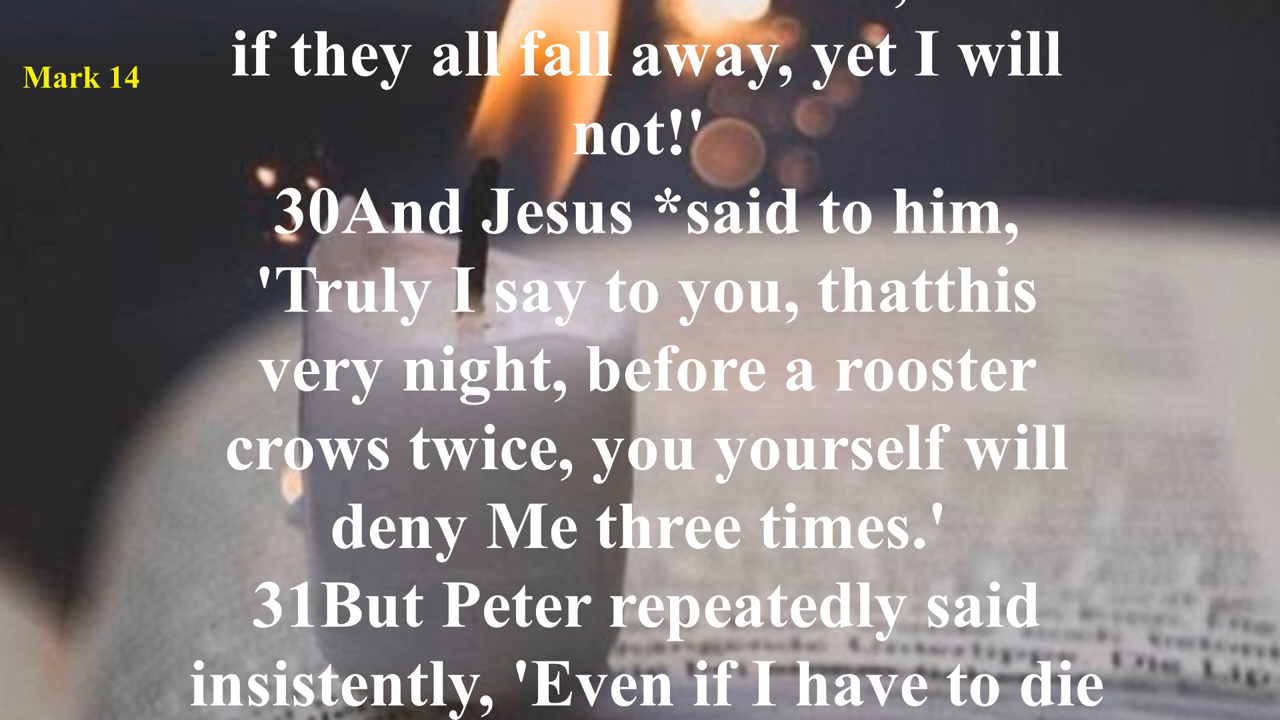 Mark 14
if they all fall away, yet I will
not!'
30And Jesus *said to him,
'Truly I say to you, thatthis
very night, before a rooster
crows twice, you yourself will
deny Me three times.'
31But Peter repeatedly said
insistently, 'Even if I have to die